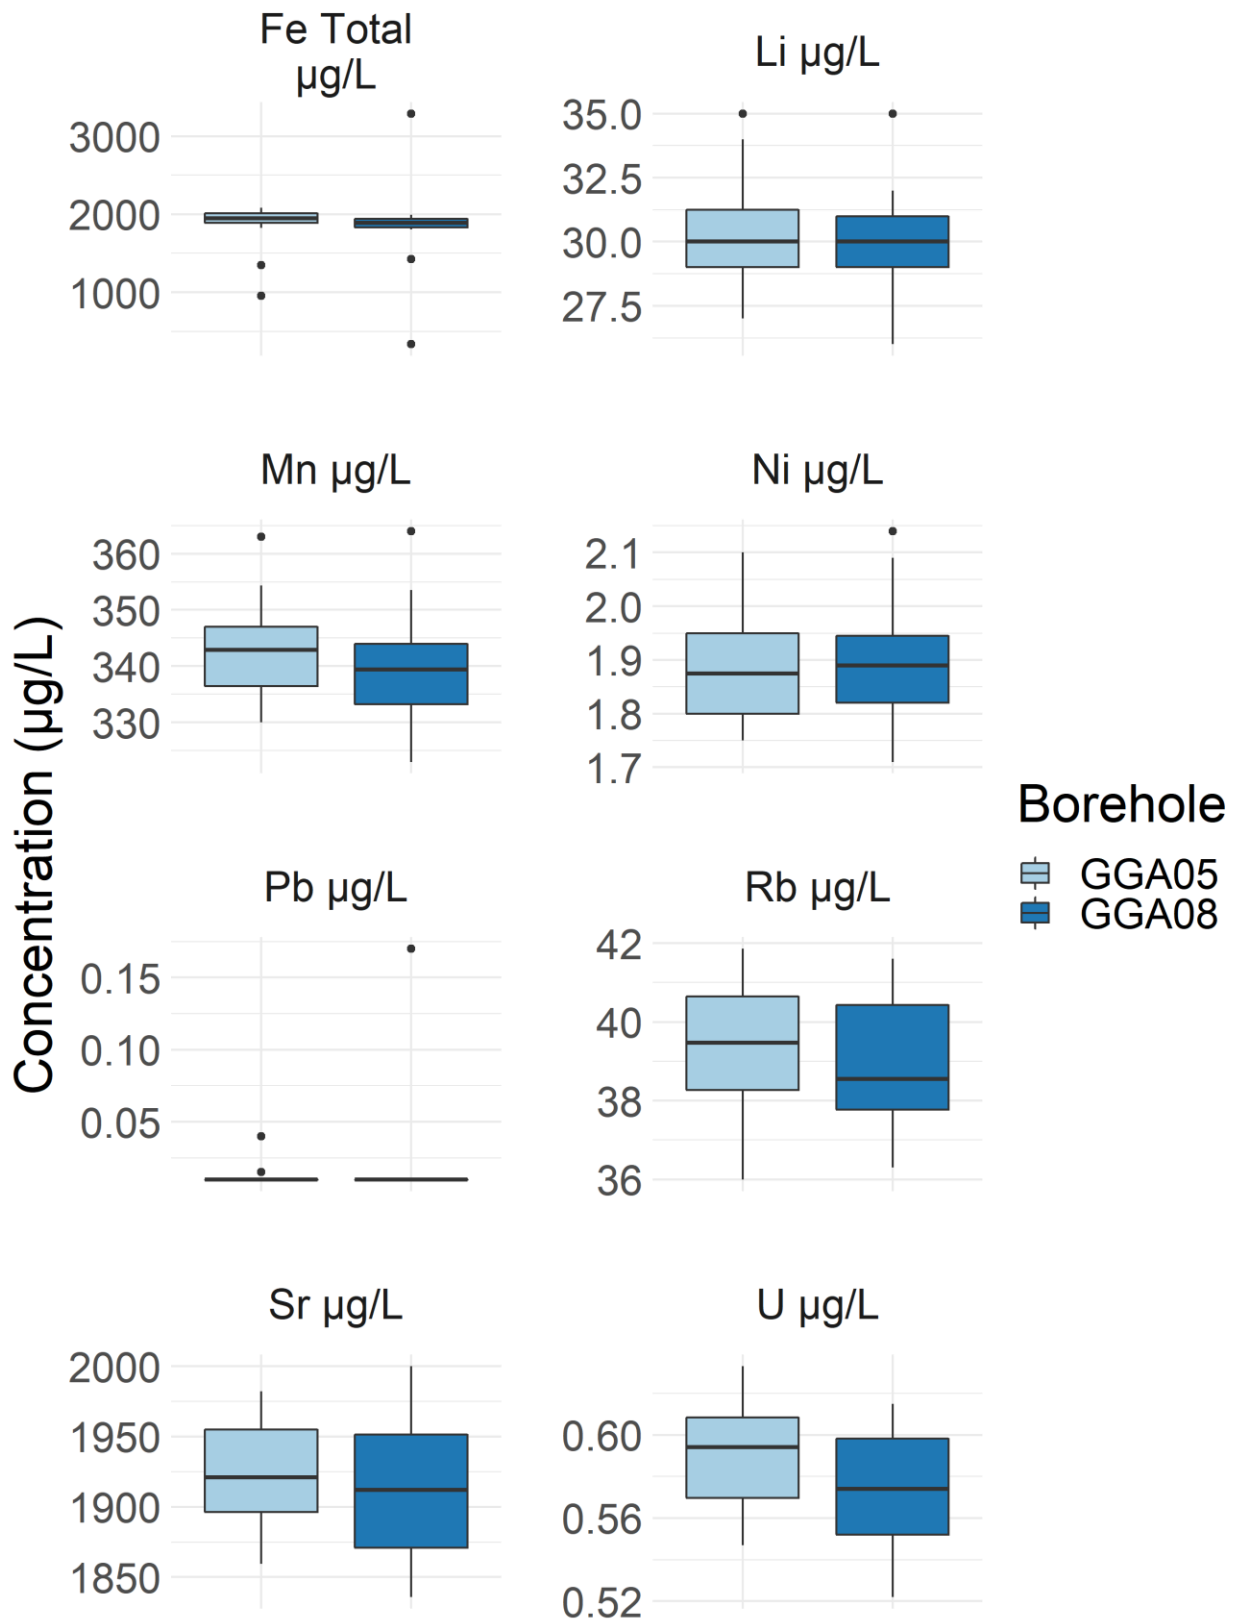 Fe Total
µg/L
3000
2000
1000
Li µg/L
35.0
32.5
30.0
27.5
Mn µg/L
360
350
340
330
Ni µg/L
2.1
2.0
1.9
1.8
1.7
Concentration (µg/L)
Pb µg/L
0.15
0.10
0.05
Rb µg/L
42
40
38
36
Sr µg/L
2000
1950
1900
1850
U µg/L
0.60
0.56
0.52
Borehole
GGA05
GGA08